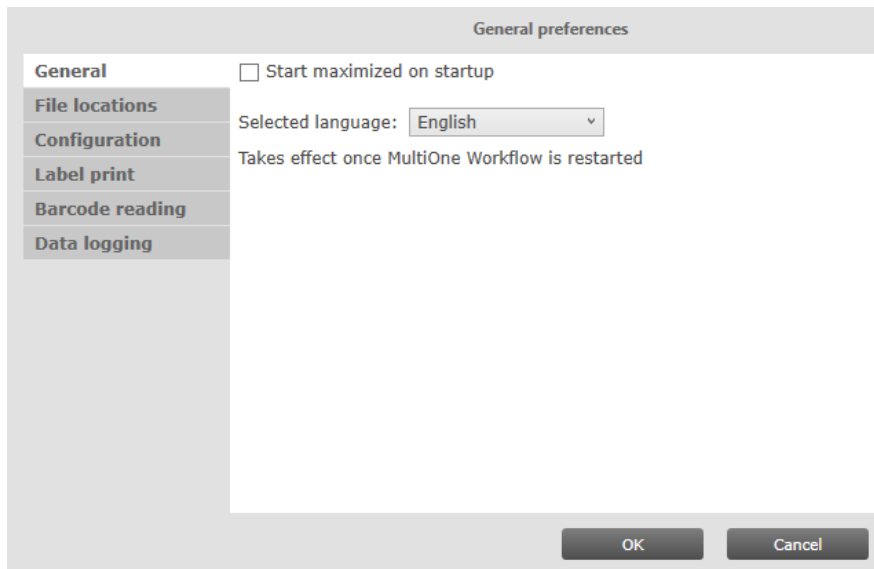 General preferences
General
File locations
Configuration
Label print
Barcode reading
Data logging
Start maximized on startup
Selected language: English
Takes effect once MultiOne Workflow is restarted
OK Cancel